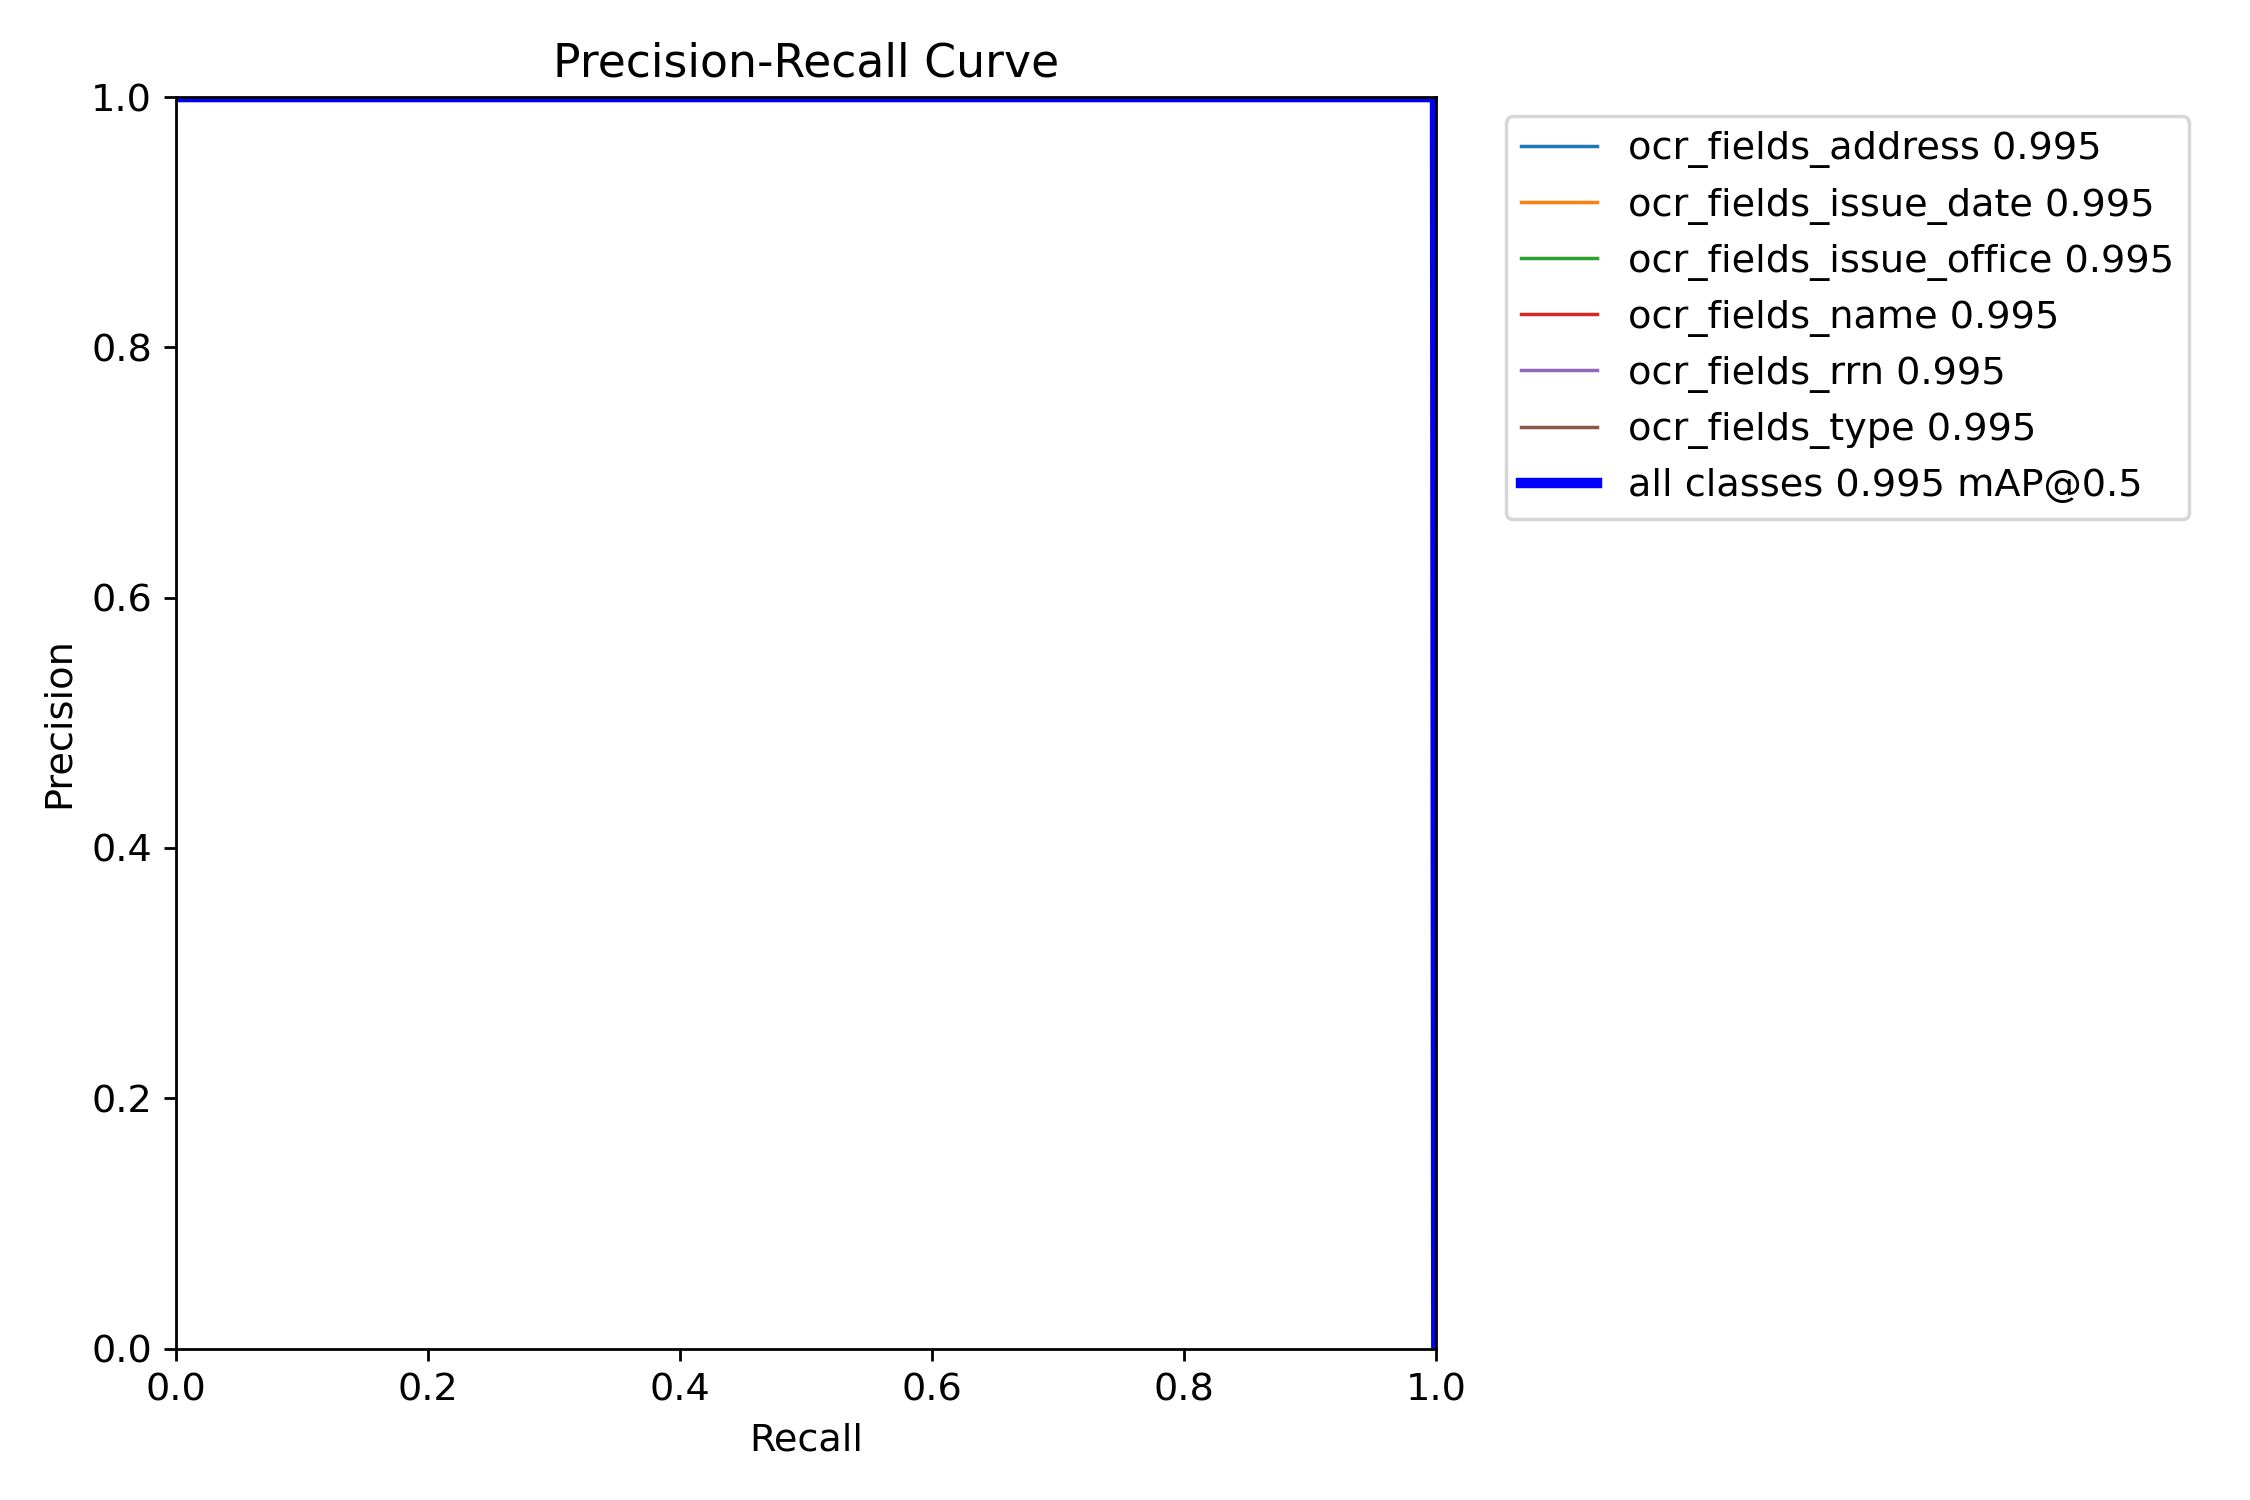 Precision-Recall Curve
1.0
0.8
0.6
0.4
0.2
0.0
Precision
0.0 0.2 0.4 0.6 0.8 1.0
Recall
ocr_fields_address 0.995
ocr_fields_issue_date 0.995
ocr_fields_issue_office 0.995
ocr_fields_name 0.995
ocr_fields_rrn 0.995
ocr_fields_type 0.995
all classes 0.995 mAP@0.5